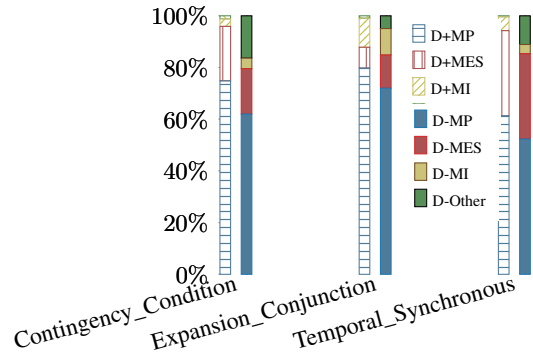 100%
80%
60%
40%
20%
0%
D+MP
D+MES
D+MI
D-MP
D-MES
D-MI
D-Other
Contingency_Condition
Expansion_Conjunction
Temporal_Synchronous